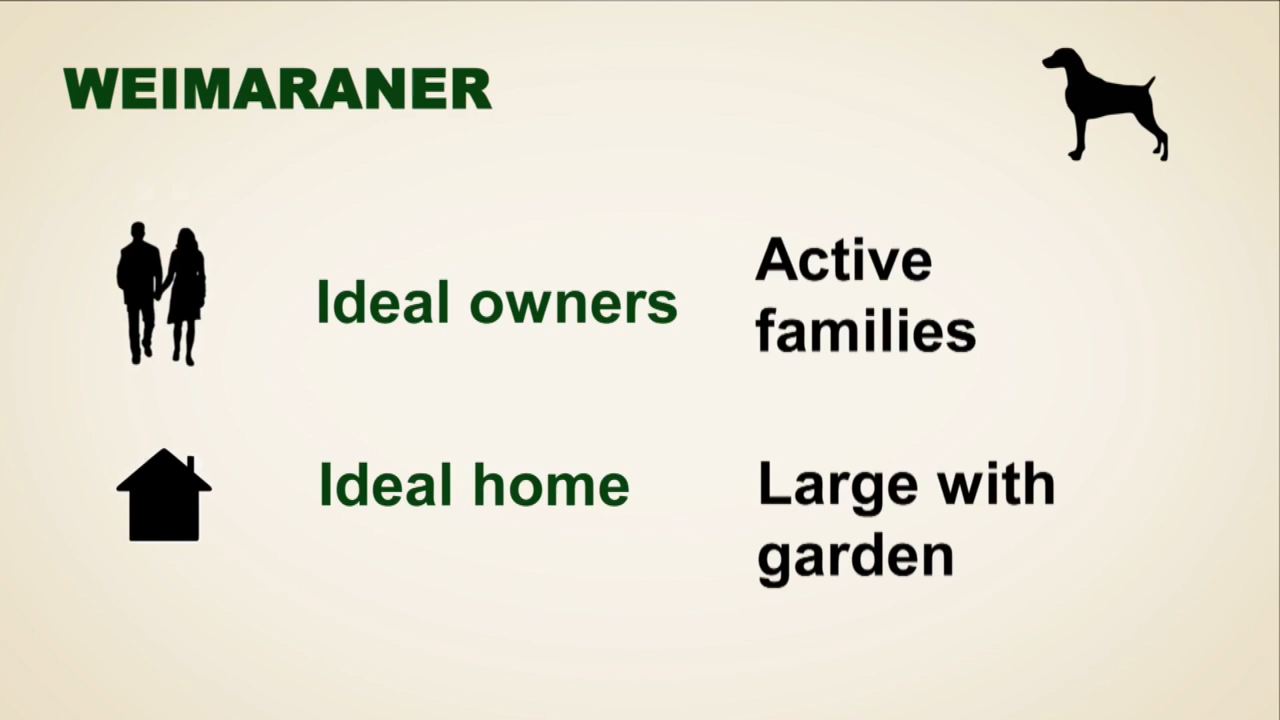 WEIMARANER
Ideal owners
Active
families
Ideal home
Large with
garden